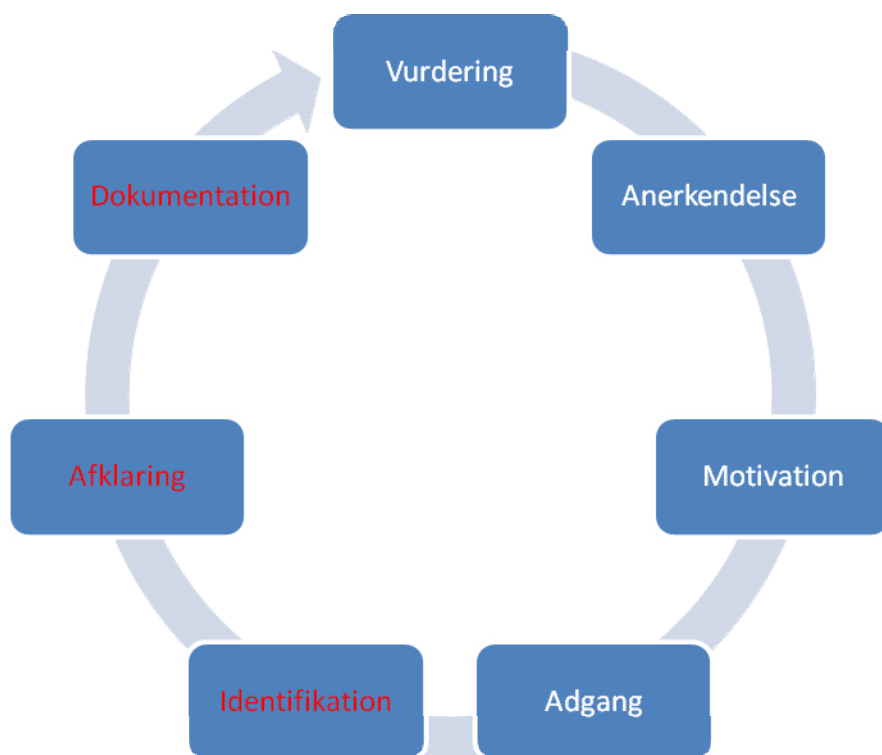 Vurdering
Anerkendelse
Motivation
Adgang
Identifikation
Afklaring
Dokumentation